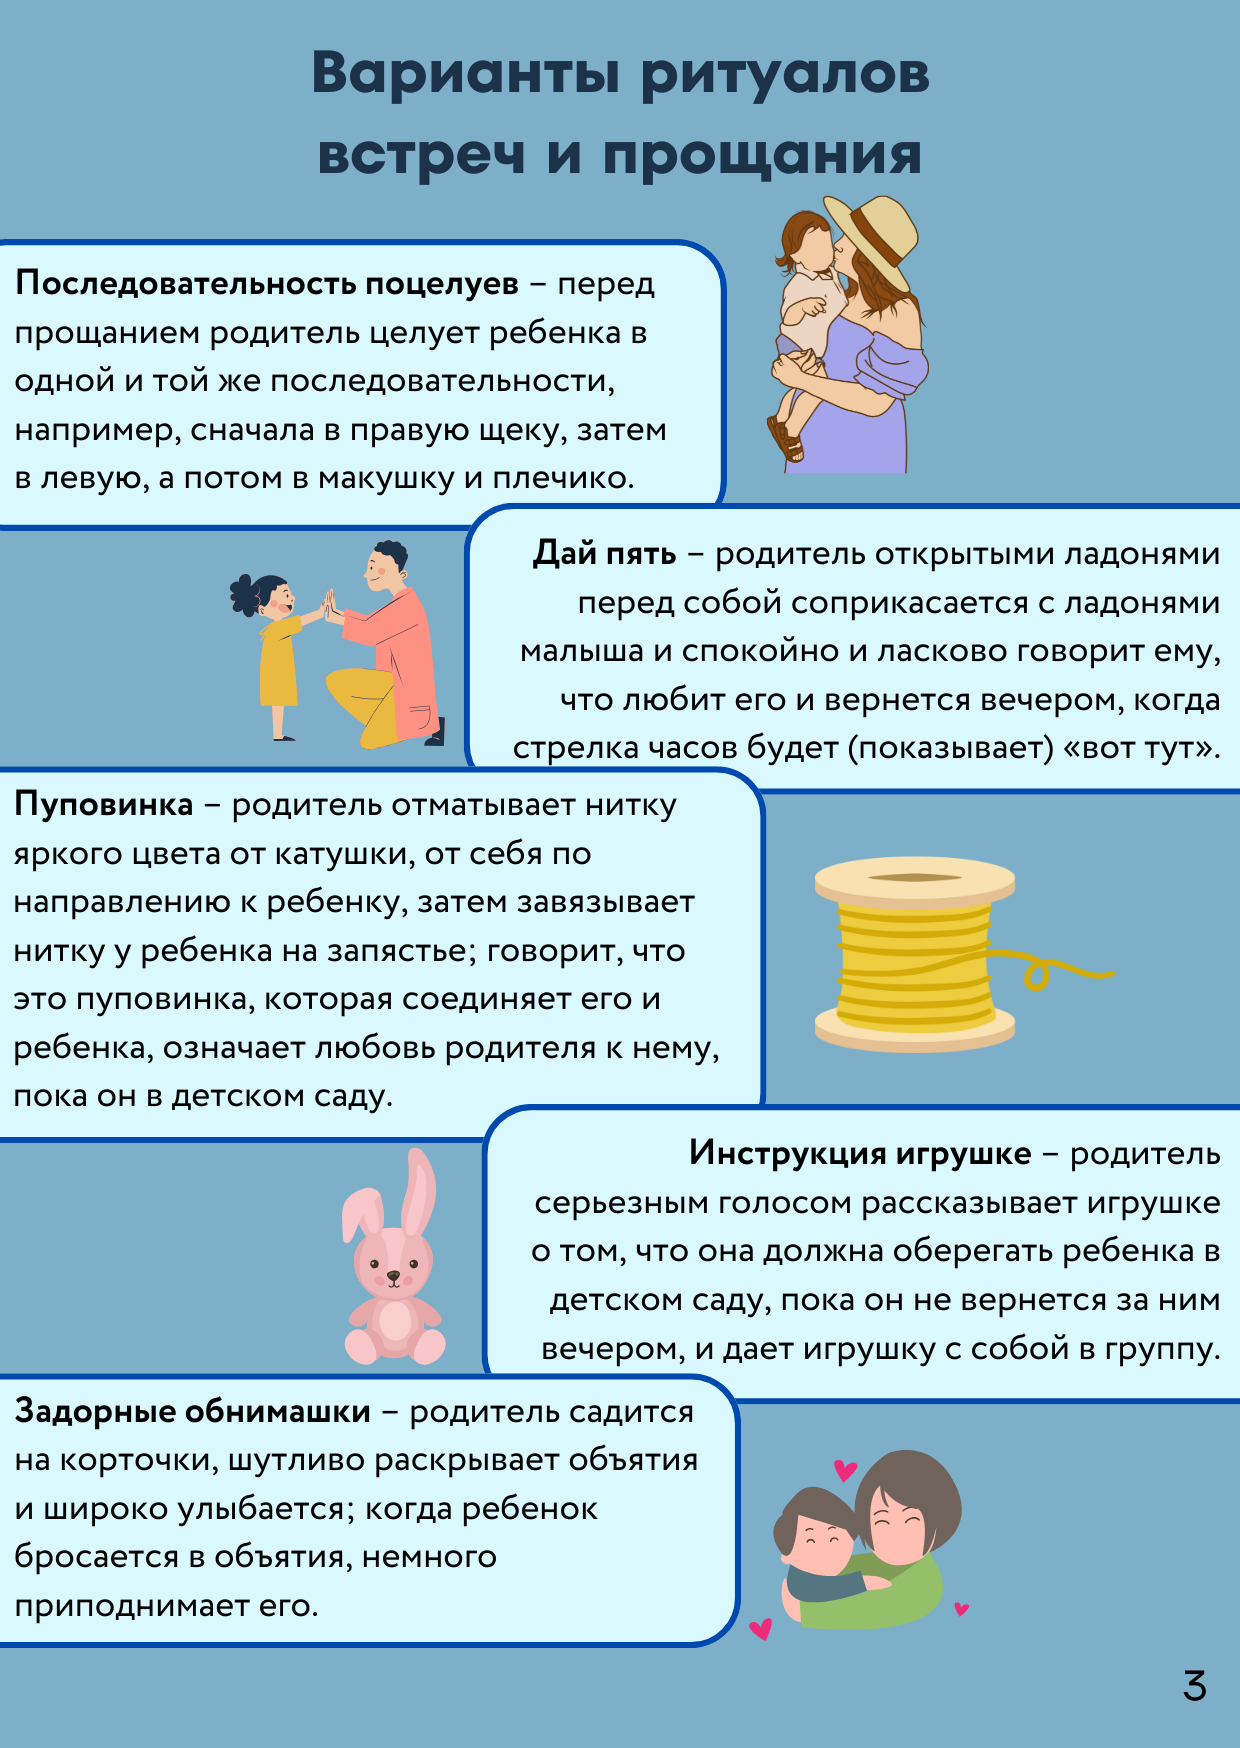 Варианты ритуалов
встреч и прощания
Последовательность поцелуев – перед
прощанием родитель целует ребенка в
одной и той же последовательности,
например, сначала в правую щеку, затем
в левую, а потом в макушку и плечико.
Дай пять – родитель открытыми ладонями
перед собой соприкасается с ладонями
малыша и спокойно и ласково говорит ему,
что любит его и вернется вечером, когда
стрелка часов будет (показывает) «вот тут».
Пуповинка – родитель отматывает нитку
яркого цвета от катушки, от себя по
направлению к ребенку, затем завязывает
нитку у ребенка на запястье; говорит, что
это пуповинка, которая соединяет его и
ребенка, означает любовь родителя к нему,
пока он в детском саду.
Инструкция игрушке – родитель
серьезным голосом рассказывает игрушке
о том, что она должна оберегать ребенка в
детском саду, пока он не вернется за ним
вечером, и дает игрушку с собой в группу.
Задорные обнимашки – родитель садится
на корточки, шутливо раскрывает объятия
и широко улыбается; когда ребенок
бросается в объятия, немного
приподнимает его.
3